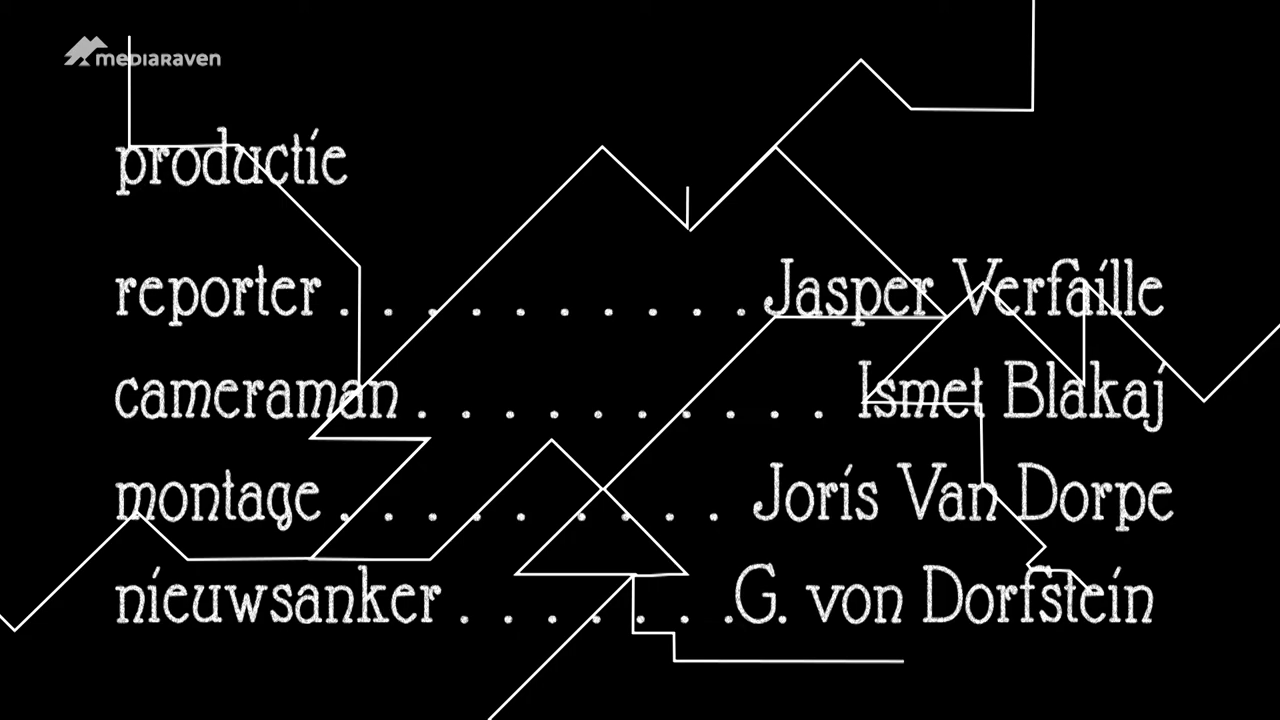 mediaraven
productie
reporter . . . . . . . . . . Jasper Verfaille
cameraman . . . . . . . . . . Ismet Blakaj
montage . . . . . . . . . Joris Van Dorpe
nieuwsanker . . . . . . . G. von Dorfstein